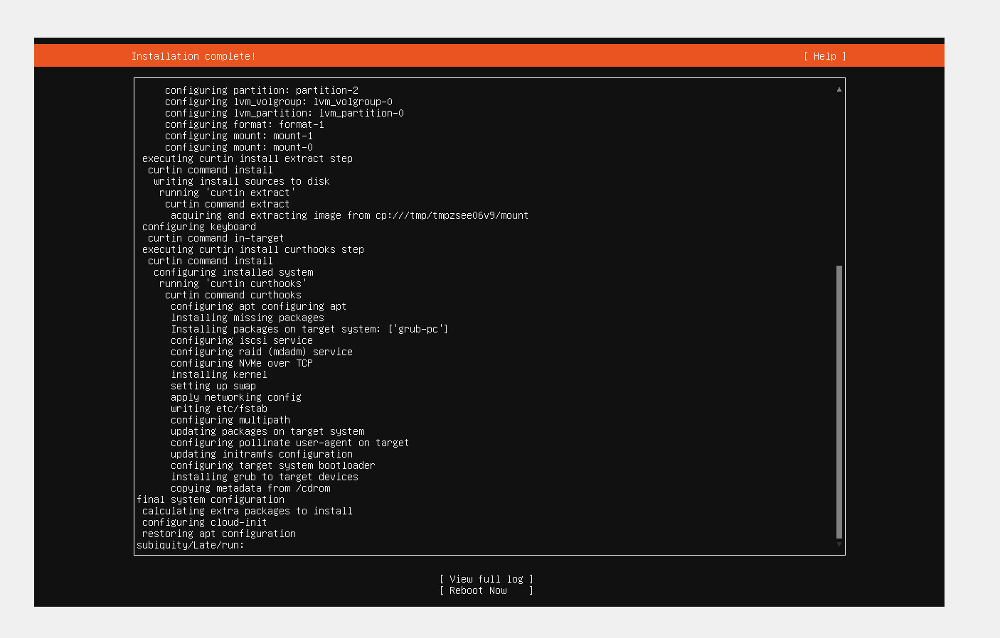 Installation complete!
[ Help ]
configuring partition: partition-2
configuring lvm_volgroup: lvm_volgroup-0
configuring lvm_partition: lvm_partition-0
configuring format: format-1
configuring mount: mount-1
configuring mount: mount-0
executing curtin install extract step
curtin command install
writing install sources to disk
running 'curtin extract'
curtin command extract
acquiring and extracting image from cp:///tmp/tmpzsee06v9/mount
configuring keyboard
curtin command in-target
executing curtin install curthooks step
curtin command install
configuring installed system
running 'curtin curthooks'
curtin command curthooks
configuring apt configuring apt
installing missing packages
Installing packages on target system: ['grub-pc']
configuring iscsi service
configuring raid (mdadm) service
configuring NVMe over TCP
installing kernel
setting up swap
apply networking config
writing etc/fstab
configuring multipath
updating packages on target system
configuring pollinate user-agent on target
updating initramfs configuration
configuring target system bootloader
installing grub to target devices
copying metadata from /cdrom
final system configuration
calculating extra packages to install
configuring cloud-init
restoring apt configuration
subiquity/Late/run:
[ View full log ]
[ Reboot Now ]